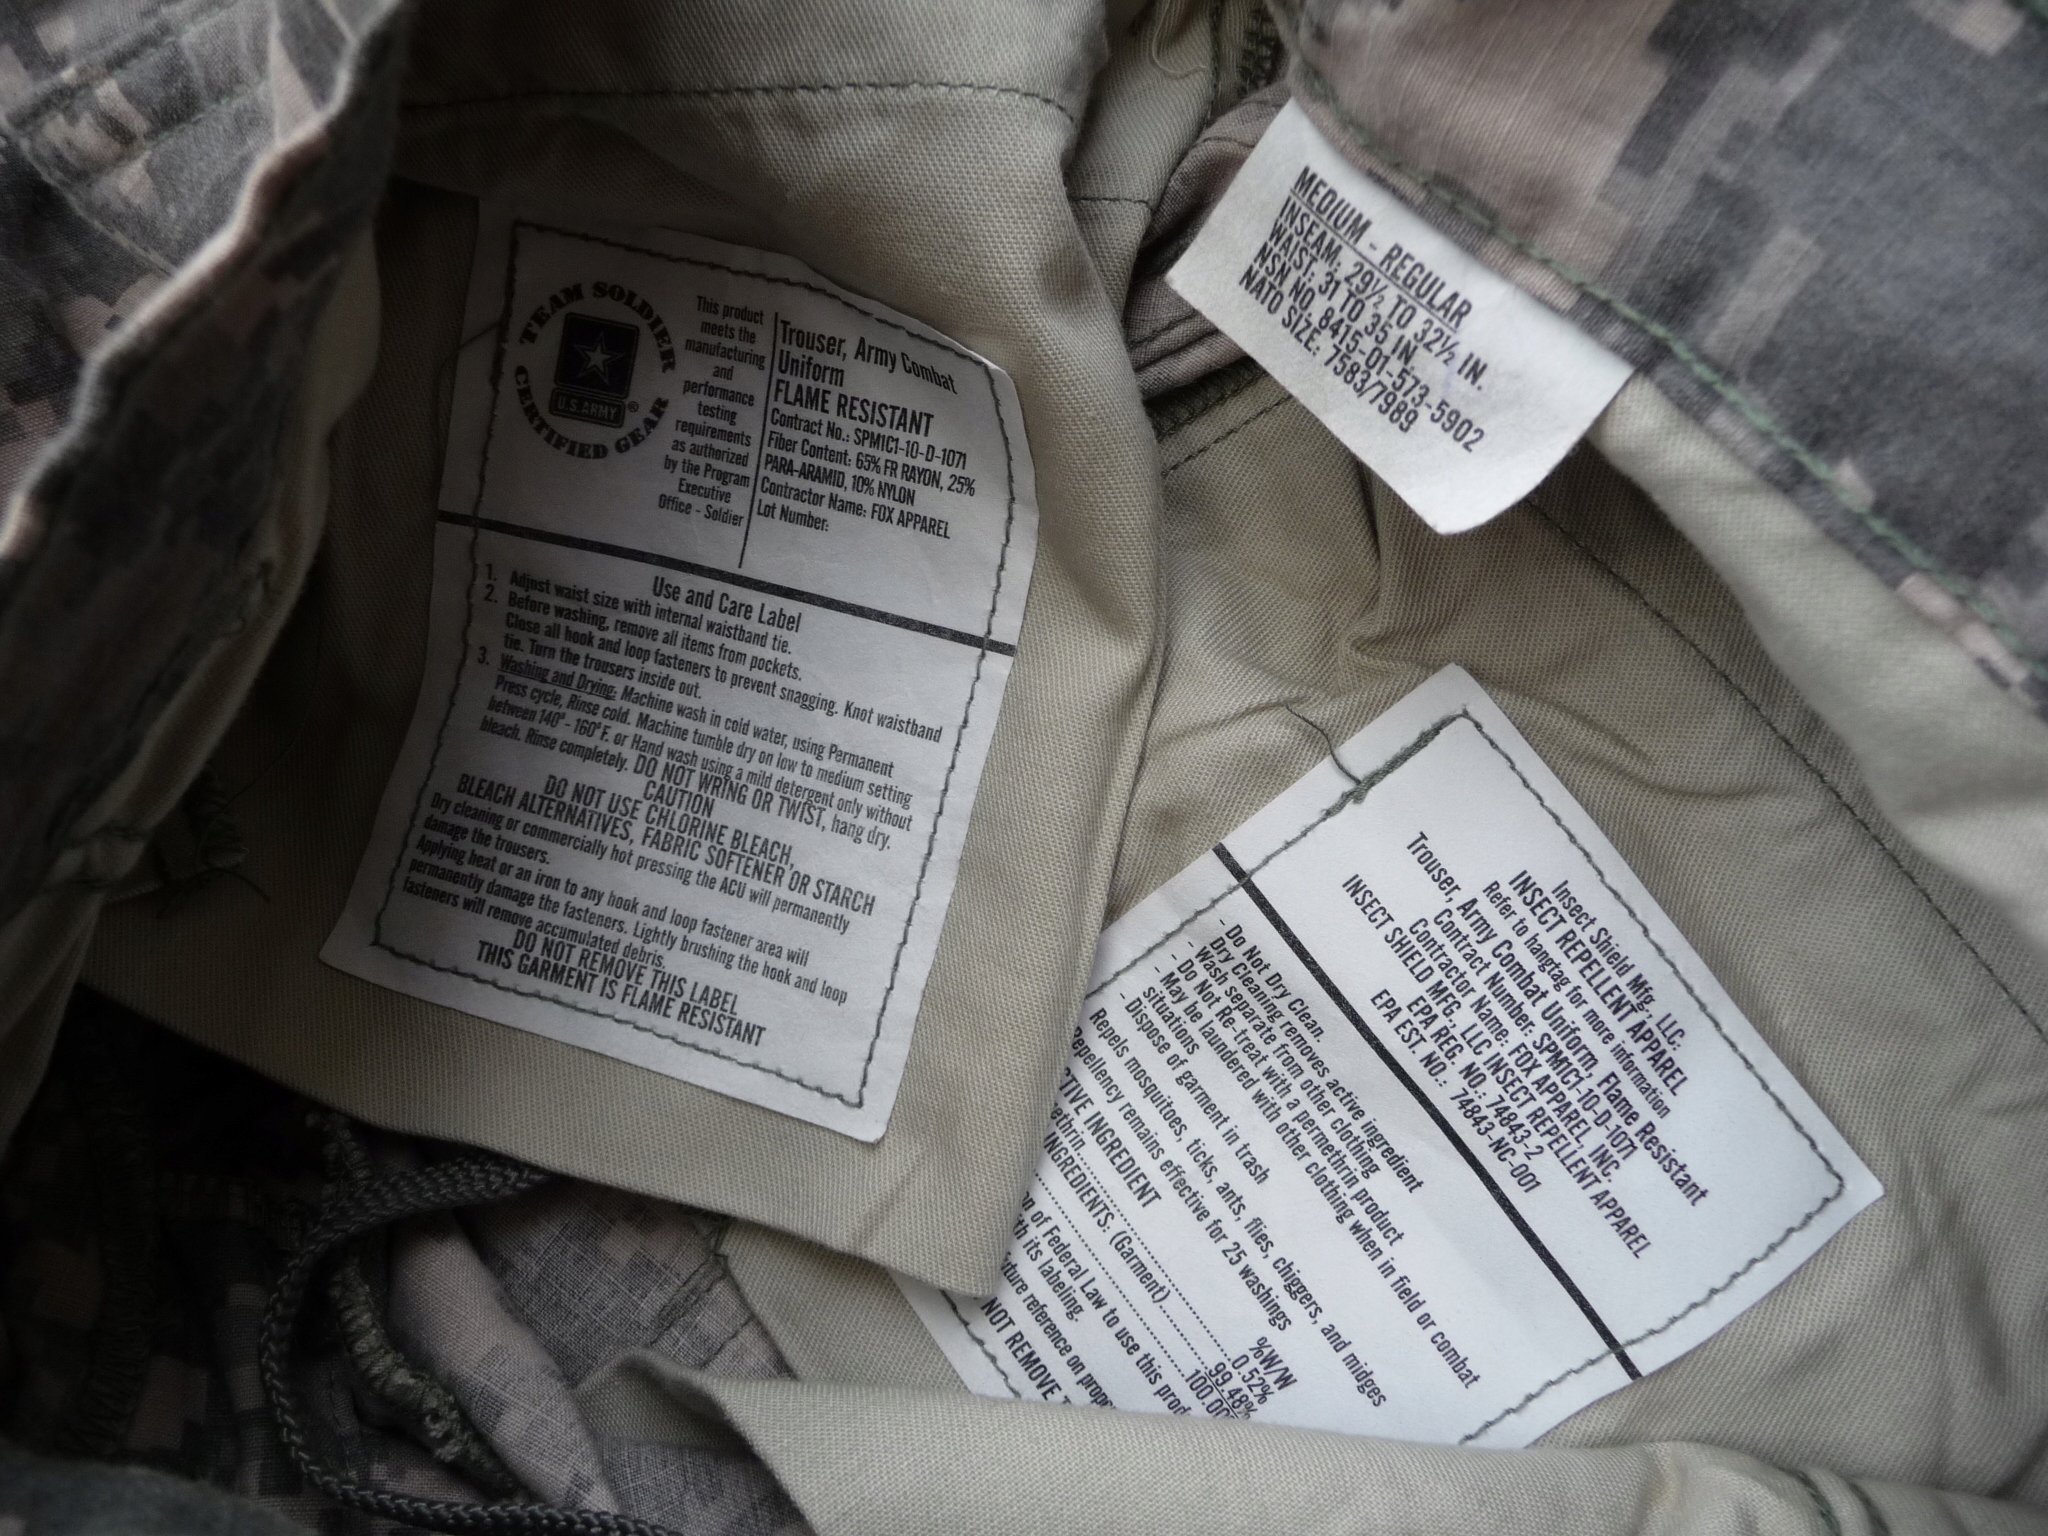 TEAM SOLDIER
CERTIFIED GEAR
U.S.ARMY ®
This product
meets the
manufacturing
and
performance
testing
requirements
as authorized
by the Program
Executive
Office - Soldier
Trouser, Army Combat
Uniform
FLAME RESISTANT
Contract No.: SPM1C1-10-D-1071
Fiber Content: 65% FR RAYON, 25%
PARA-ARAMID, 10% NYLON
Contractor Name: FOX APPAREL
Lot Number:
Use and Care Label
1. Adjust waist size with internal waistband tie.
2. Before washing, remove all items from pockets.
Close all hook and loop fasteners to prevent snagging. Knot waistband
tie. Turn the trousers inside out.
3. Washing and Drying: Machine wash in cold water, using Permanent
Press cycle, Rinse cold. Machine tumble dry on low to medium setting
between 140° - 160° F. or Hand wash using a mild detergent only without
bleach. Rinse completely. DO NOT WRING OR TWIST, hang dry.
CAUTION
DO NOT USE CHLORINE BLEACH,
BLEACH ALTERNATIVES, FABRIC SOFTENER OR STARCH
Dry cleaning or commercially hot pressing the ACU will permanently
damage the trousers.
Applying heat or an iron to any hook and loop fastener area will
permanently damage the fasteners. Lightly brushing the hook and loop
fasteners will remove accumulated debris.
DO NOT REMOVE THIS LABEL
THIS GARMENT IS FLAME RESISTANT
MEDIUM - REGULAR
INSEAM: 29½ TO 32½ IN.
WAIST: 31 TO 35 IN.
NSN NO. 8415-01-573-5902
NATO SIZE: 7583/7989
Insect Shield Mfg., LLC.
INSECT REPELLENT APPAREL
Refer to hangtag for more information
Trouser, Army Combat Uniform, Flame Resistant
Contract Number: SPM1C1-10-D-1071
Contractor Name: FOX APPAREL, INC.
INSECT SHIELD MFG, LLC INSECT REPELLENT APPAREL
EPA REG. NO.: 74843-2
EPA EST. NO.: 74843-NC-001
- Do Not Dry Clean.
- Dry Cleaning removes active ingredient
- Wash separate from other clothing
- Do Not Re-treat with a permethrin product
- May be laundered with other clothing when in field or combat
situations
- Dispose of garment in trash
Repels mosquitoes, ticks, ants, flies, chiggers, and midges
Repellency remains effective for 25 washings
CTIVE INGREDIENT %W/W
ethrin 0.52%
INGREDIENTS: (Garment) 99.48%
100.00
on of Federal Law to use this prod
th its labeling.
uture reference on prope
NOT REMOVE T